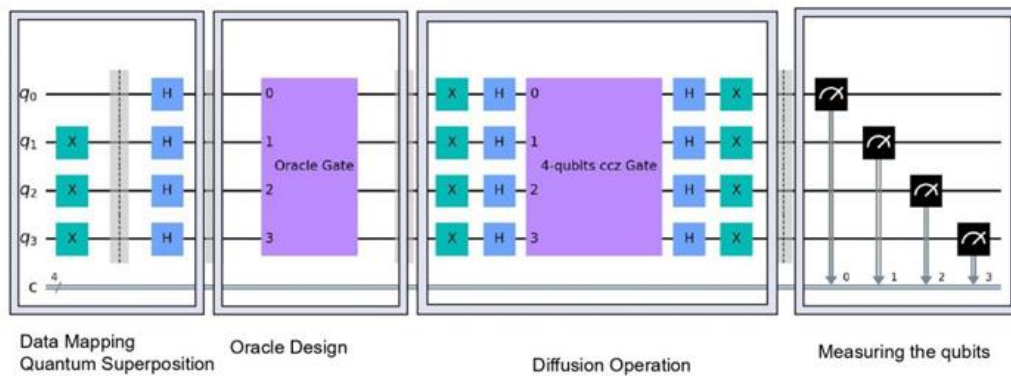 q0 H 0 X H 0 H X
q1 X H 1 X H 1 H X
Oracle Gate 4-qubits ccz Gate
q2 X H 2 X H 2 H X
q3 X H 3 X H 3 H X
c 4 0 1 2 3
Data Mapping
Quantum Superposition
Oracle Design
Diffusion Operation
Measuring the qubits